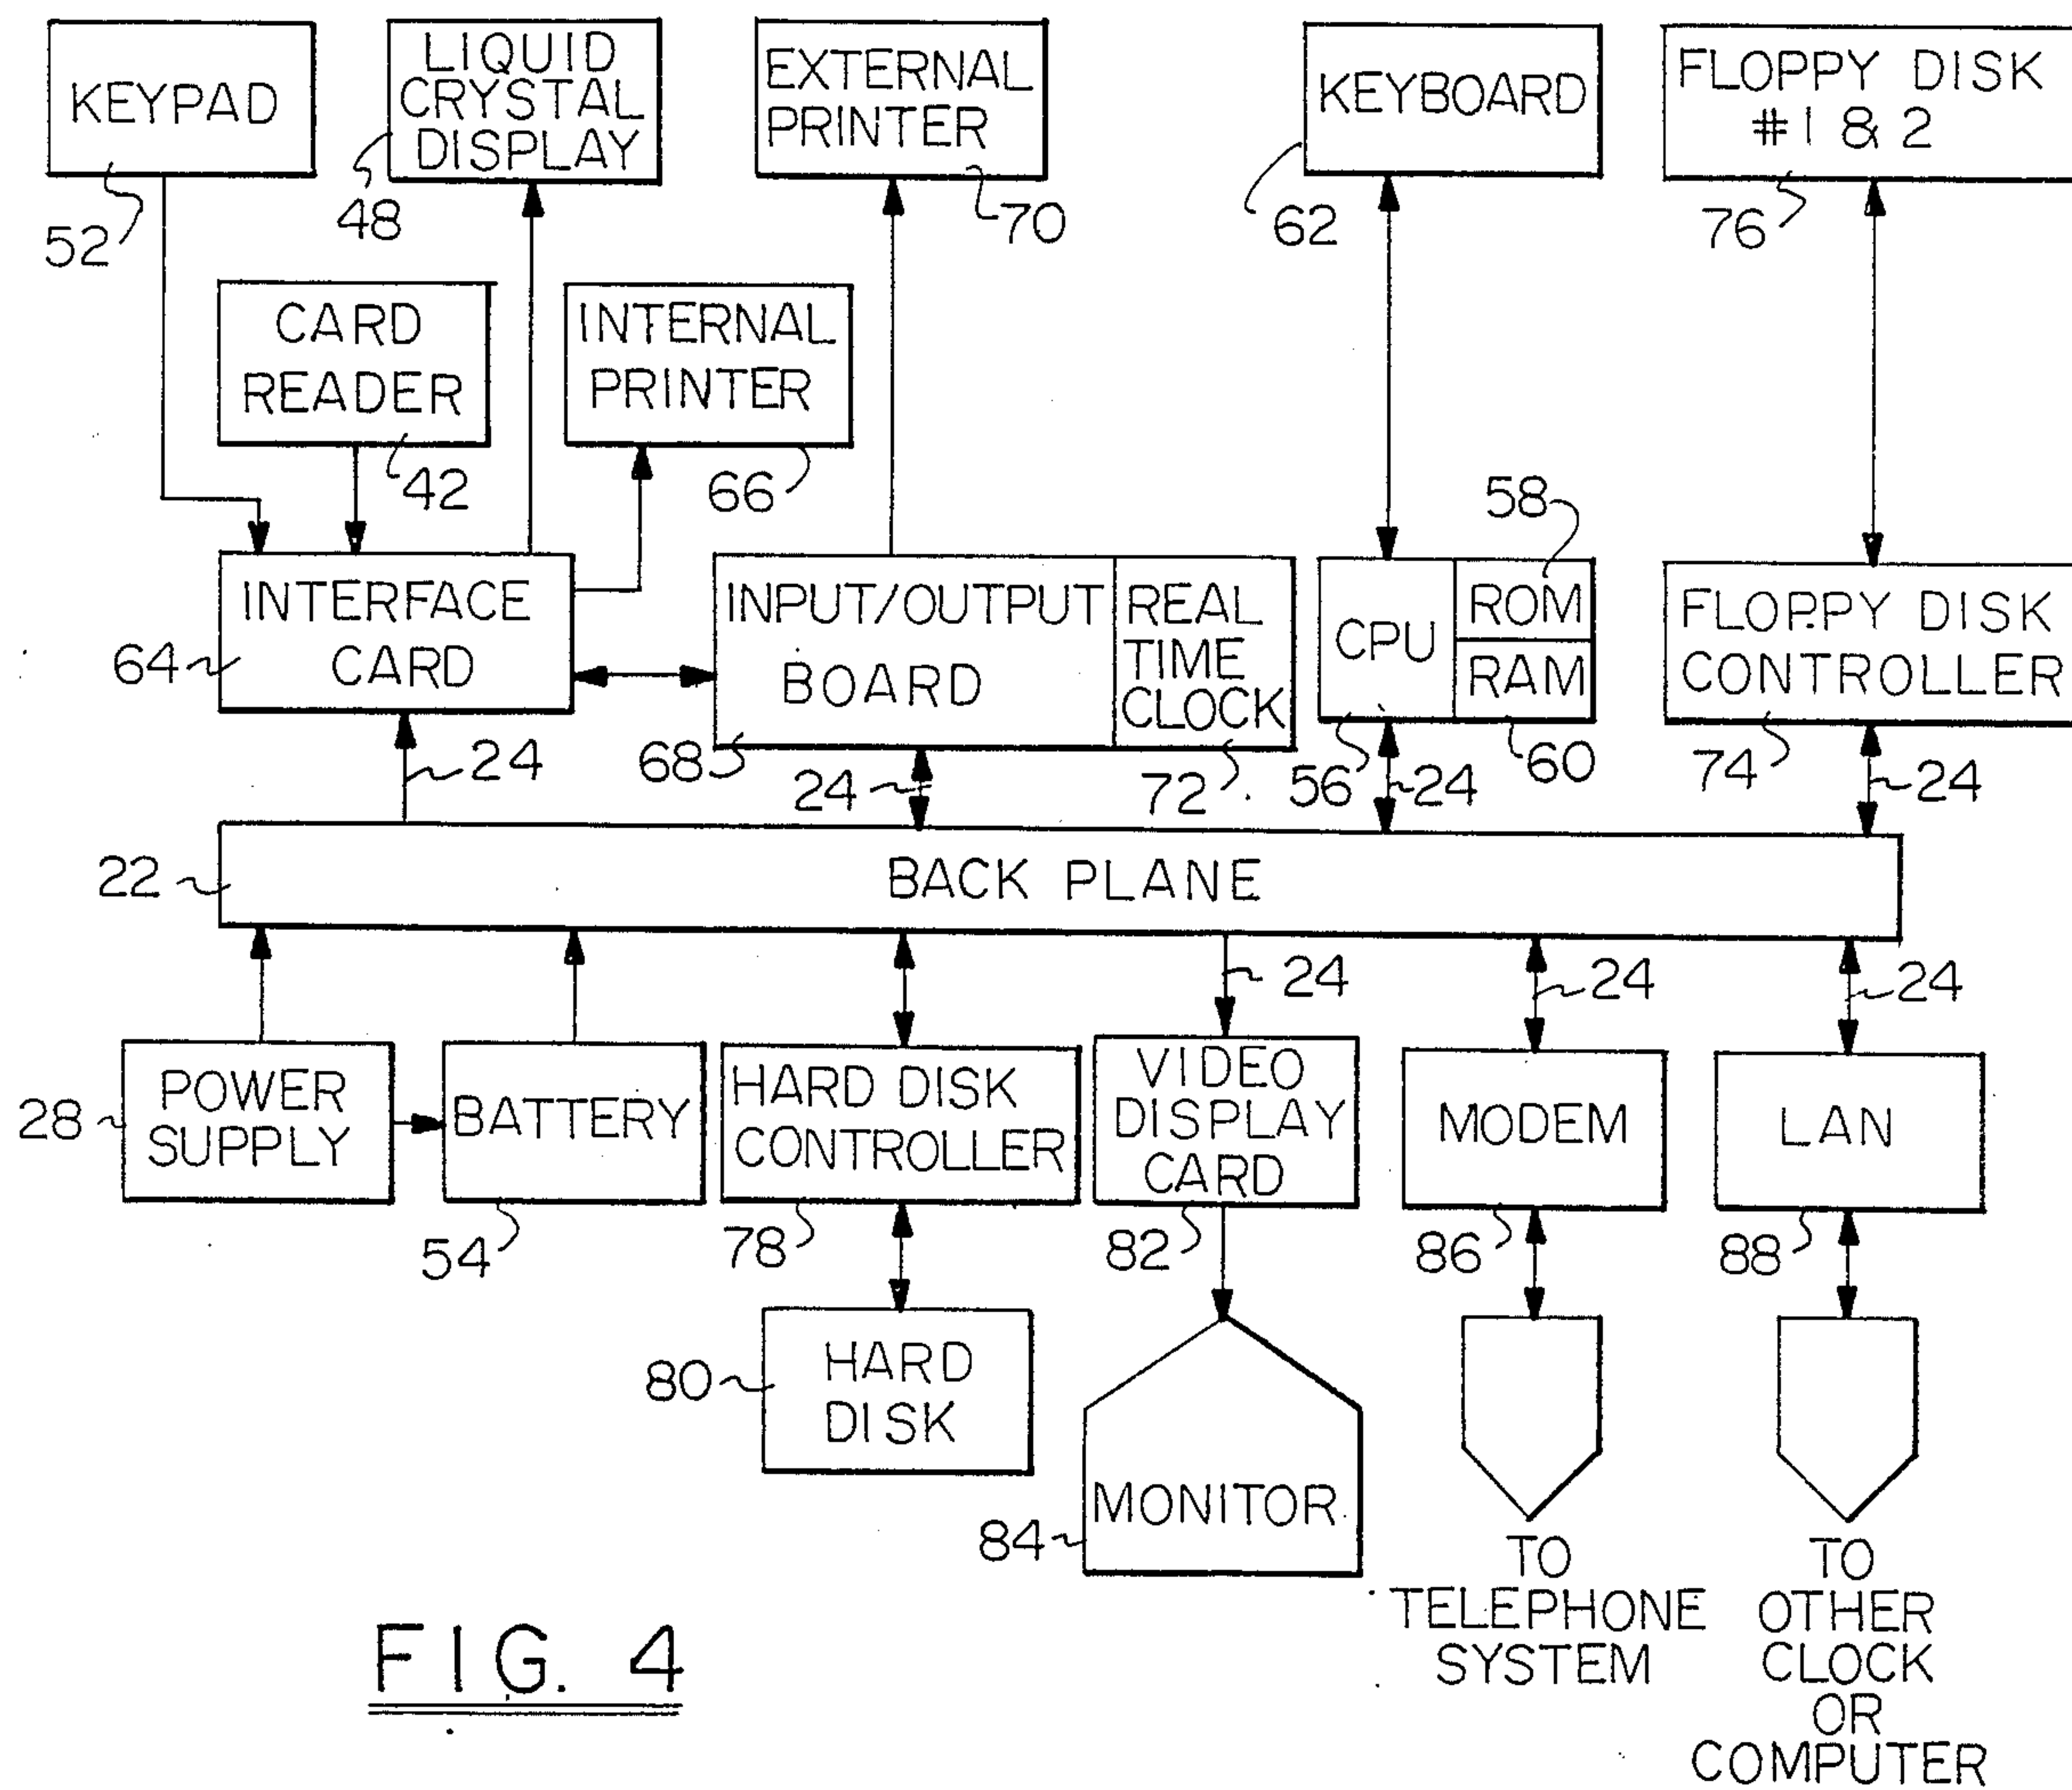 KEYPAD
52
LIQUID
CRYSTAL
DISPLAY
48
EXTERNAL
PRINTER
70
KEYBOARD
62
FLOPPY DISK
#1 & 2
76
CARD
READER
42
INTERNAL
PRINTER
66
INTERFACE
CARD
64
INPUT/OUTPUT
BOARD
68
REAL
TIME
CLOCK
72
CPU
56
ROM
58
RAM
60
FLOPPY DISK
CONTROLLER
74
24
24
24
24
22
BACK PLANE
24
24
24
POWER
SUPPLY
28
BATTERY
54
HARD DISK
CONTROLLER
78
VIDEO
DISPLAY
CARD
82
MODEM
86
LAN
88
HARD
DISK
80
MONITOR
84
TO
TELEPHONE
SYSTEM
TO
OTHER
CLOCK
OR
COMPUTER
FIG. 4